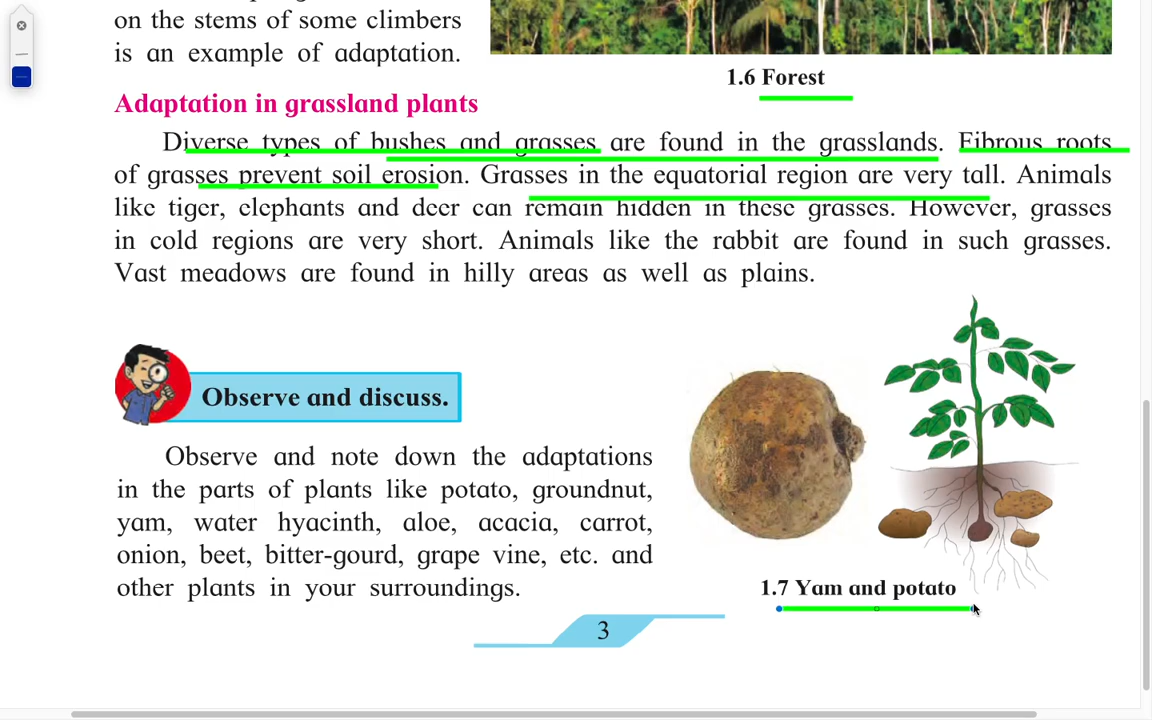 on the stems of some climbers
is an example of adaptation.
1.6 Forest
Adaptation in grassland plants
Diverse types of bushes and grasses are found in the grasslands. Fibrous roots
of grasses prevent soil erosion. Grasses in the equatorial region are very tall. Animals
like tiger, elephants and deer can remain hidden in these grasses. However, grasses
in cold regions are very short. Animals like the rabbit are found in such grasses.
Vast meadows are found in hilly areas as well as plains.
Observe and discuss.
Observe and note down the adaptations
in the parts of plants like potato, groundnut,
yam, water hyacinth, aloe, acacia, carrot,
onion, beet, bitter-gourd, grape vine, etc. and
other plants in your surroundings.
1.7 Yam and potato
3